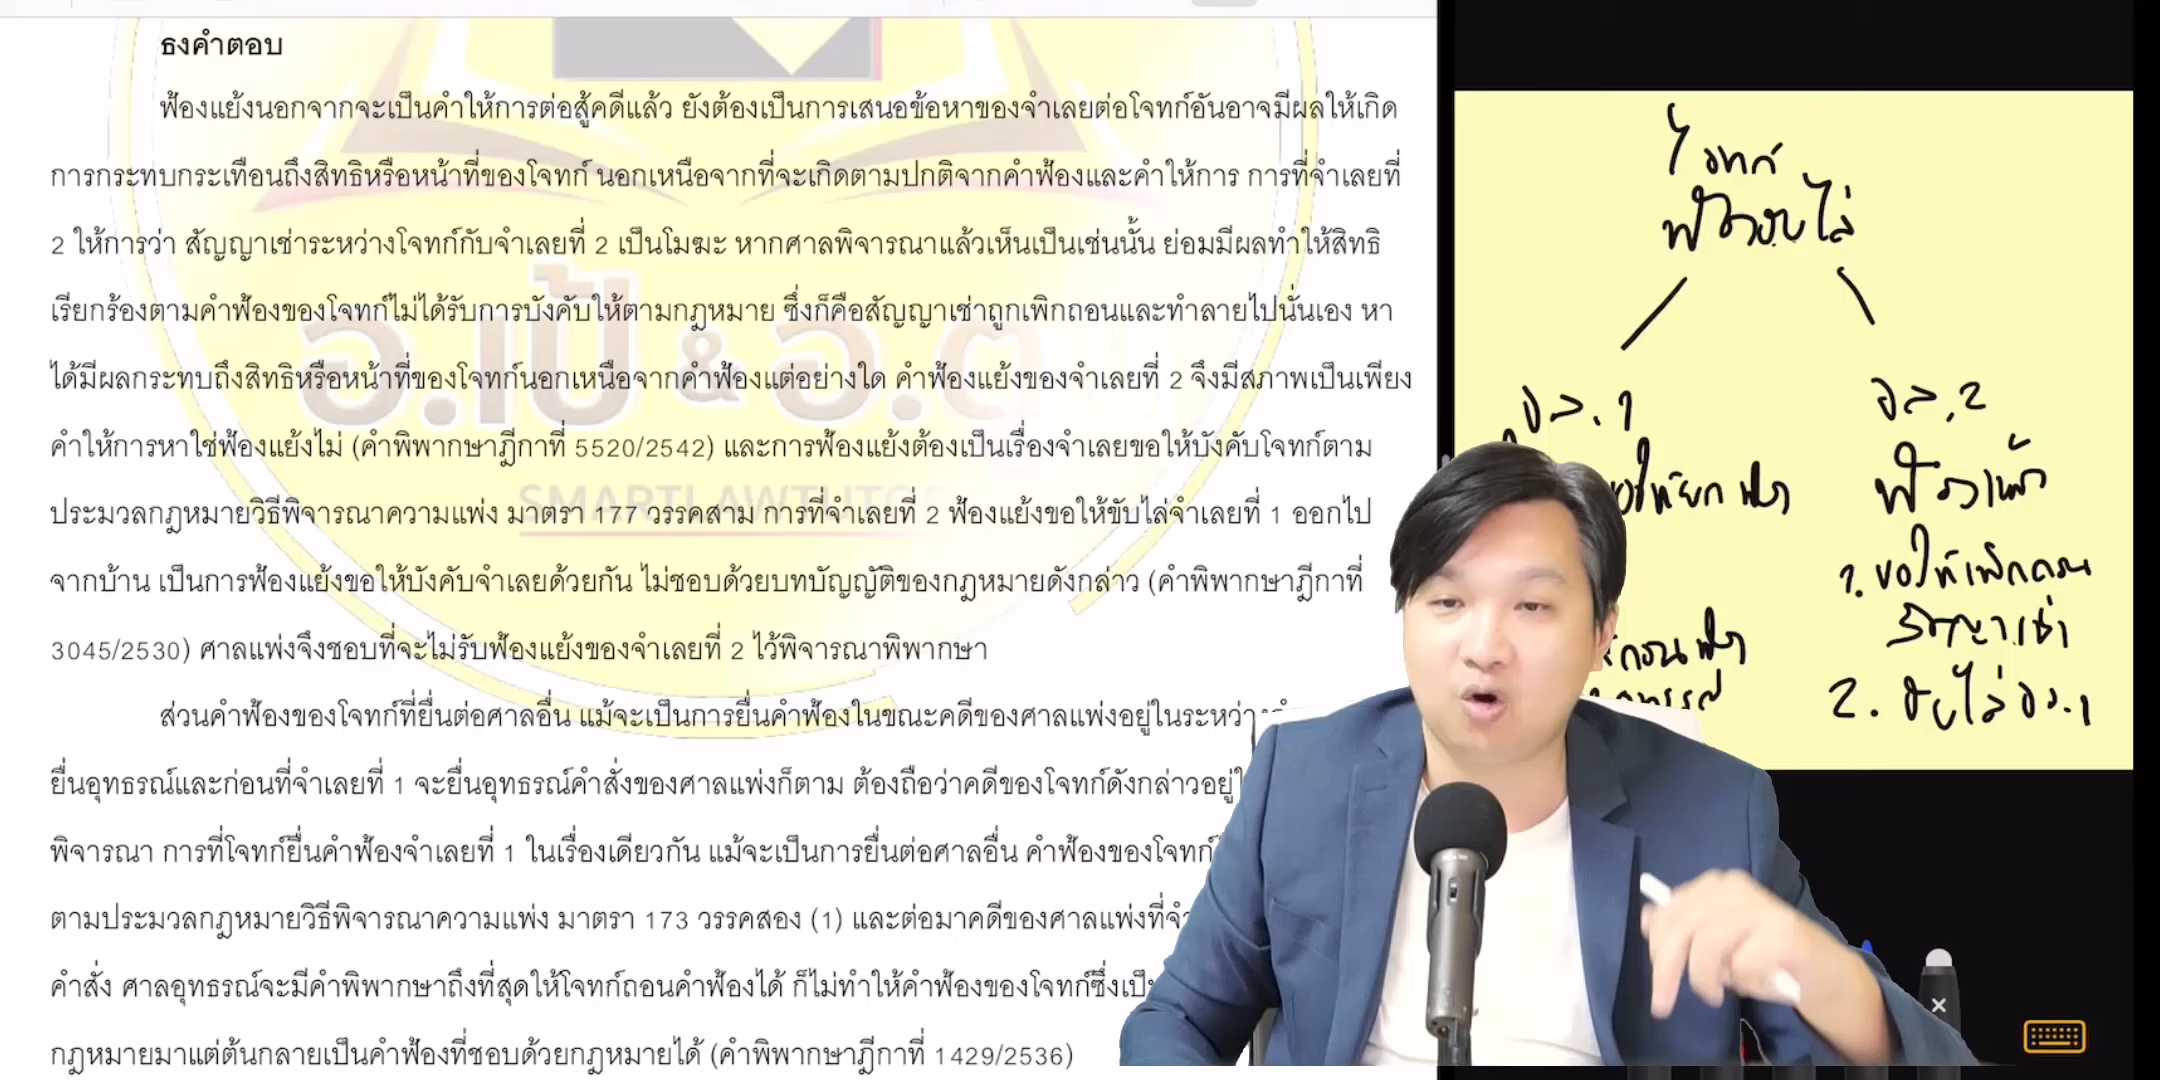 ธงคำตอบ
ฟ้องแย้งนอกจากจะเป็นคำให้การต่อสู้คดีแล้ว ยังต้องเป็นการเสนอข้อหาของจำเลยต่อโจทก์อันอาจมีผลให้เกิด
การกระทบกระเทือนถึงสิทธิหรือหน้าที่ของโจทก์ นอกเหนือจากที่จะเกิดตามปกติจากคำฟ้องและคำให้การ การที่จำเลยที่
2 ให้การว่า สัญญาเช่าระหว่างโจทก์กับจำเลยที่ 2 เป็นโมฆะ หากศาลพิจารณาแล้วเห็นเป็นเช่นนั้น ย่อมมีผลทำให้สิทธิ
เรียกร้องตามคำฟ้องของโจทก์ไม่ได้รับการบังคับให้ตามกฎหมาย ซึ่งก็คือสัญญาเช่าถูกเพิกถอนและทำลายไปนั่นเอง หา
ได้มีผลกระทบถึงสิทธิหรือหน้าที่ของโจทก์นอกเหนือจากคำฟ้องแต่อย่างใด คำฟ้องแย้งของจำเลยที่ 2 จึงมีสภาพเป็นเพียง
คำให้การหาใช่ฟ้องแย้งไม่ (คำพิพากษาฎีกาที่ 5520/2542) และการฟ้องแย้งต้องเป็นเรื่องจำเลยขอให้บังคับโจทก์ตาม
ประมวลกฎหมายวิธีพิจารณาความแพ่ง มาตรา 177 วรรคสาม การที่จำเลยที่ 2 ฟ้องแย้งขอให้ขับไล่จำเลยที่ 1 ออกไป
จากบ้าน เป็นการฟ้องแย้งขอให้บังคับจำเลยด้วยกัน ไม่ชอบด้วยบทบัญญัติของกฎหมายดังกล่าว (คำพิพากษาฎีกาที่
3045/2530) ศาลแพ่งจึงชอบที่จะไม่รับฟ้องแย้งของจำเลยที่ 2 ไว้พิจารณาพิพากษา
ส่วนคำฟ้องของโจทก์ที่ยื่นต่อศาลอื่น แม้จะเป็นการยื่นคำฟ้องในขณะคดีของศาลแพ่งอยู่ในระหว่าง
ยื่นอุทธรณ์และก่อนที่จำเลยที่ 1 จะยื่นอุทธรณ์คำสั่งของศาลแพ่งก็ตาม ต้องถือว่าคดีของโจทก์ดังกล่าวอยู่
พิจารณา การที่โจทก์ยื่นคำฟ้องจำเลยที่ 1 ในเรื่องเดียวกัน แม้จะเป็นการยื่นต่อศาลอื่น คำฟ้องของโจทก์
ตามประมวลกฎหมายวิธีพิจารณาความแพ่ง มาตรา 173 วรรคสอง (1) และต่อมาคดีของศาลแพ่งที่
คำสั่ง ศาลอุทธรณ์จะมีคำพิพากษาถึงที่สุดให้โจทก์ถอนคำฟ้องได้ ก็ไม่ทำให้คำฟ้องของโจทก์ซึ่ง
กฎหมายมาแต่ต้นกลายเป็นคำฟ้องที่ชอบด้วยกฎหมายได้ (คำพิพากษาฎีกาที่ 1429/2536)
อ.เป้ & อ.ตู
SMARTLAWTUTO
โจทก์
ฟ้องขับไล่
จล.1
ขอให้ยกฟ้อง
จล.2
ฟ้องแย้ง
1. ขอให้เพิกถอน
สัญญาเช่า
2. ขับไล่ จล.1